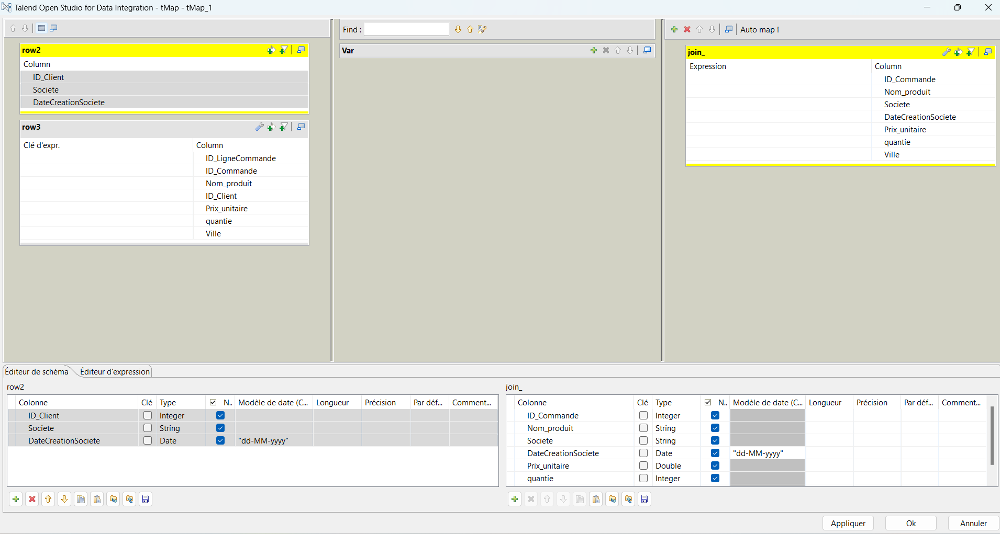 Talend Open Studio for Data Integration - tMap - tMap_1
Find :
Auto map !
row2
Column
ID_Client
Societe
DateCreationSociete
row3
Clé d'expr. Column
ID_LigneCommande
ID_Commande
Nom_produit
ID_Client
Prix_unitaire
quantie
Ville
Var
join_
Expression Column
ID_Commande
Nom_produit
Societe
DateCreationSociete
Prix_unitaire
quantie
Ville
Éditeur de schéma Éditeur d'expression
row2
Colonne Clé Type N.. Modèle de date (C... Longueur Précision Par déf... Comment...
ID_Client Integer
Societe String
DateCreationSociete Date "dd-MM-yyyy"
join_
Colonne Clé Type N.. Modèle de date (C... Longueur Précision Par déf... Comment...
ID_Commande Integer
Nom_produit String
Societe String
DateCreationSociete Date "dd-MM-yyyy"
Prix_unitaire Double
quantie Integer
Appliquer Ok Annuler